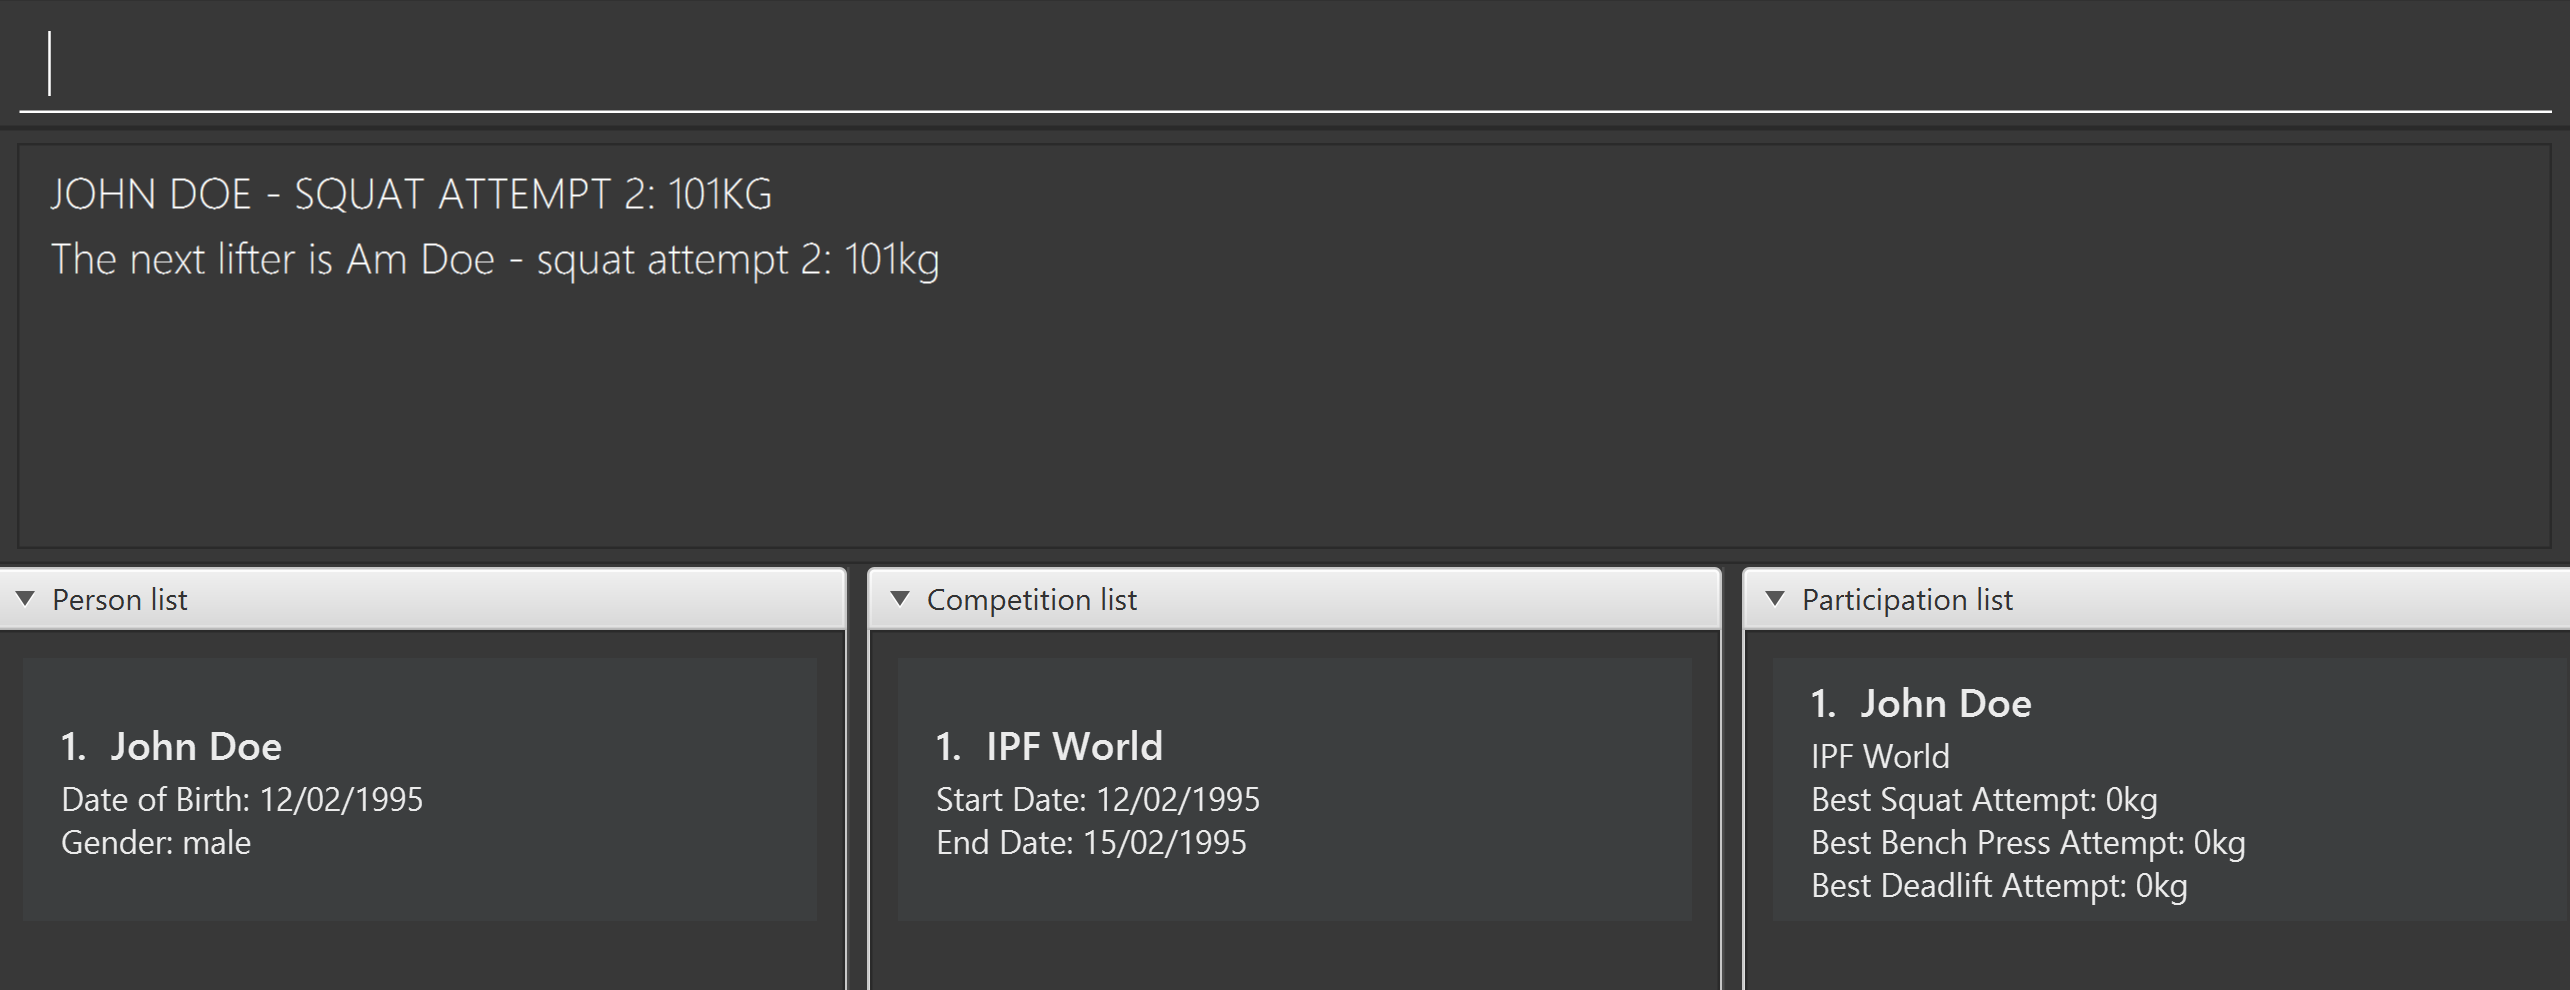 JOHN DOE - SQUAT ATTEMPT 2: 101KG
The next lifter is Am Doe - squat attempt 2: 101kg
Person list
1. John Doe
Date of Birth: 12/02/1995
Gender: male
Competition list
1. IPF World
Start Date: 12/02/1995
End Date: 15/02/1995
Participation list
1. John Doe
IPF World
Best Squat Attempt: 0kg
Best Bench Press Attempt: 0kg
Best Deadlift Attempt: 0kg